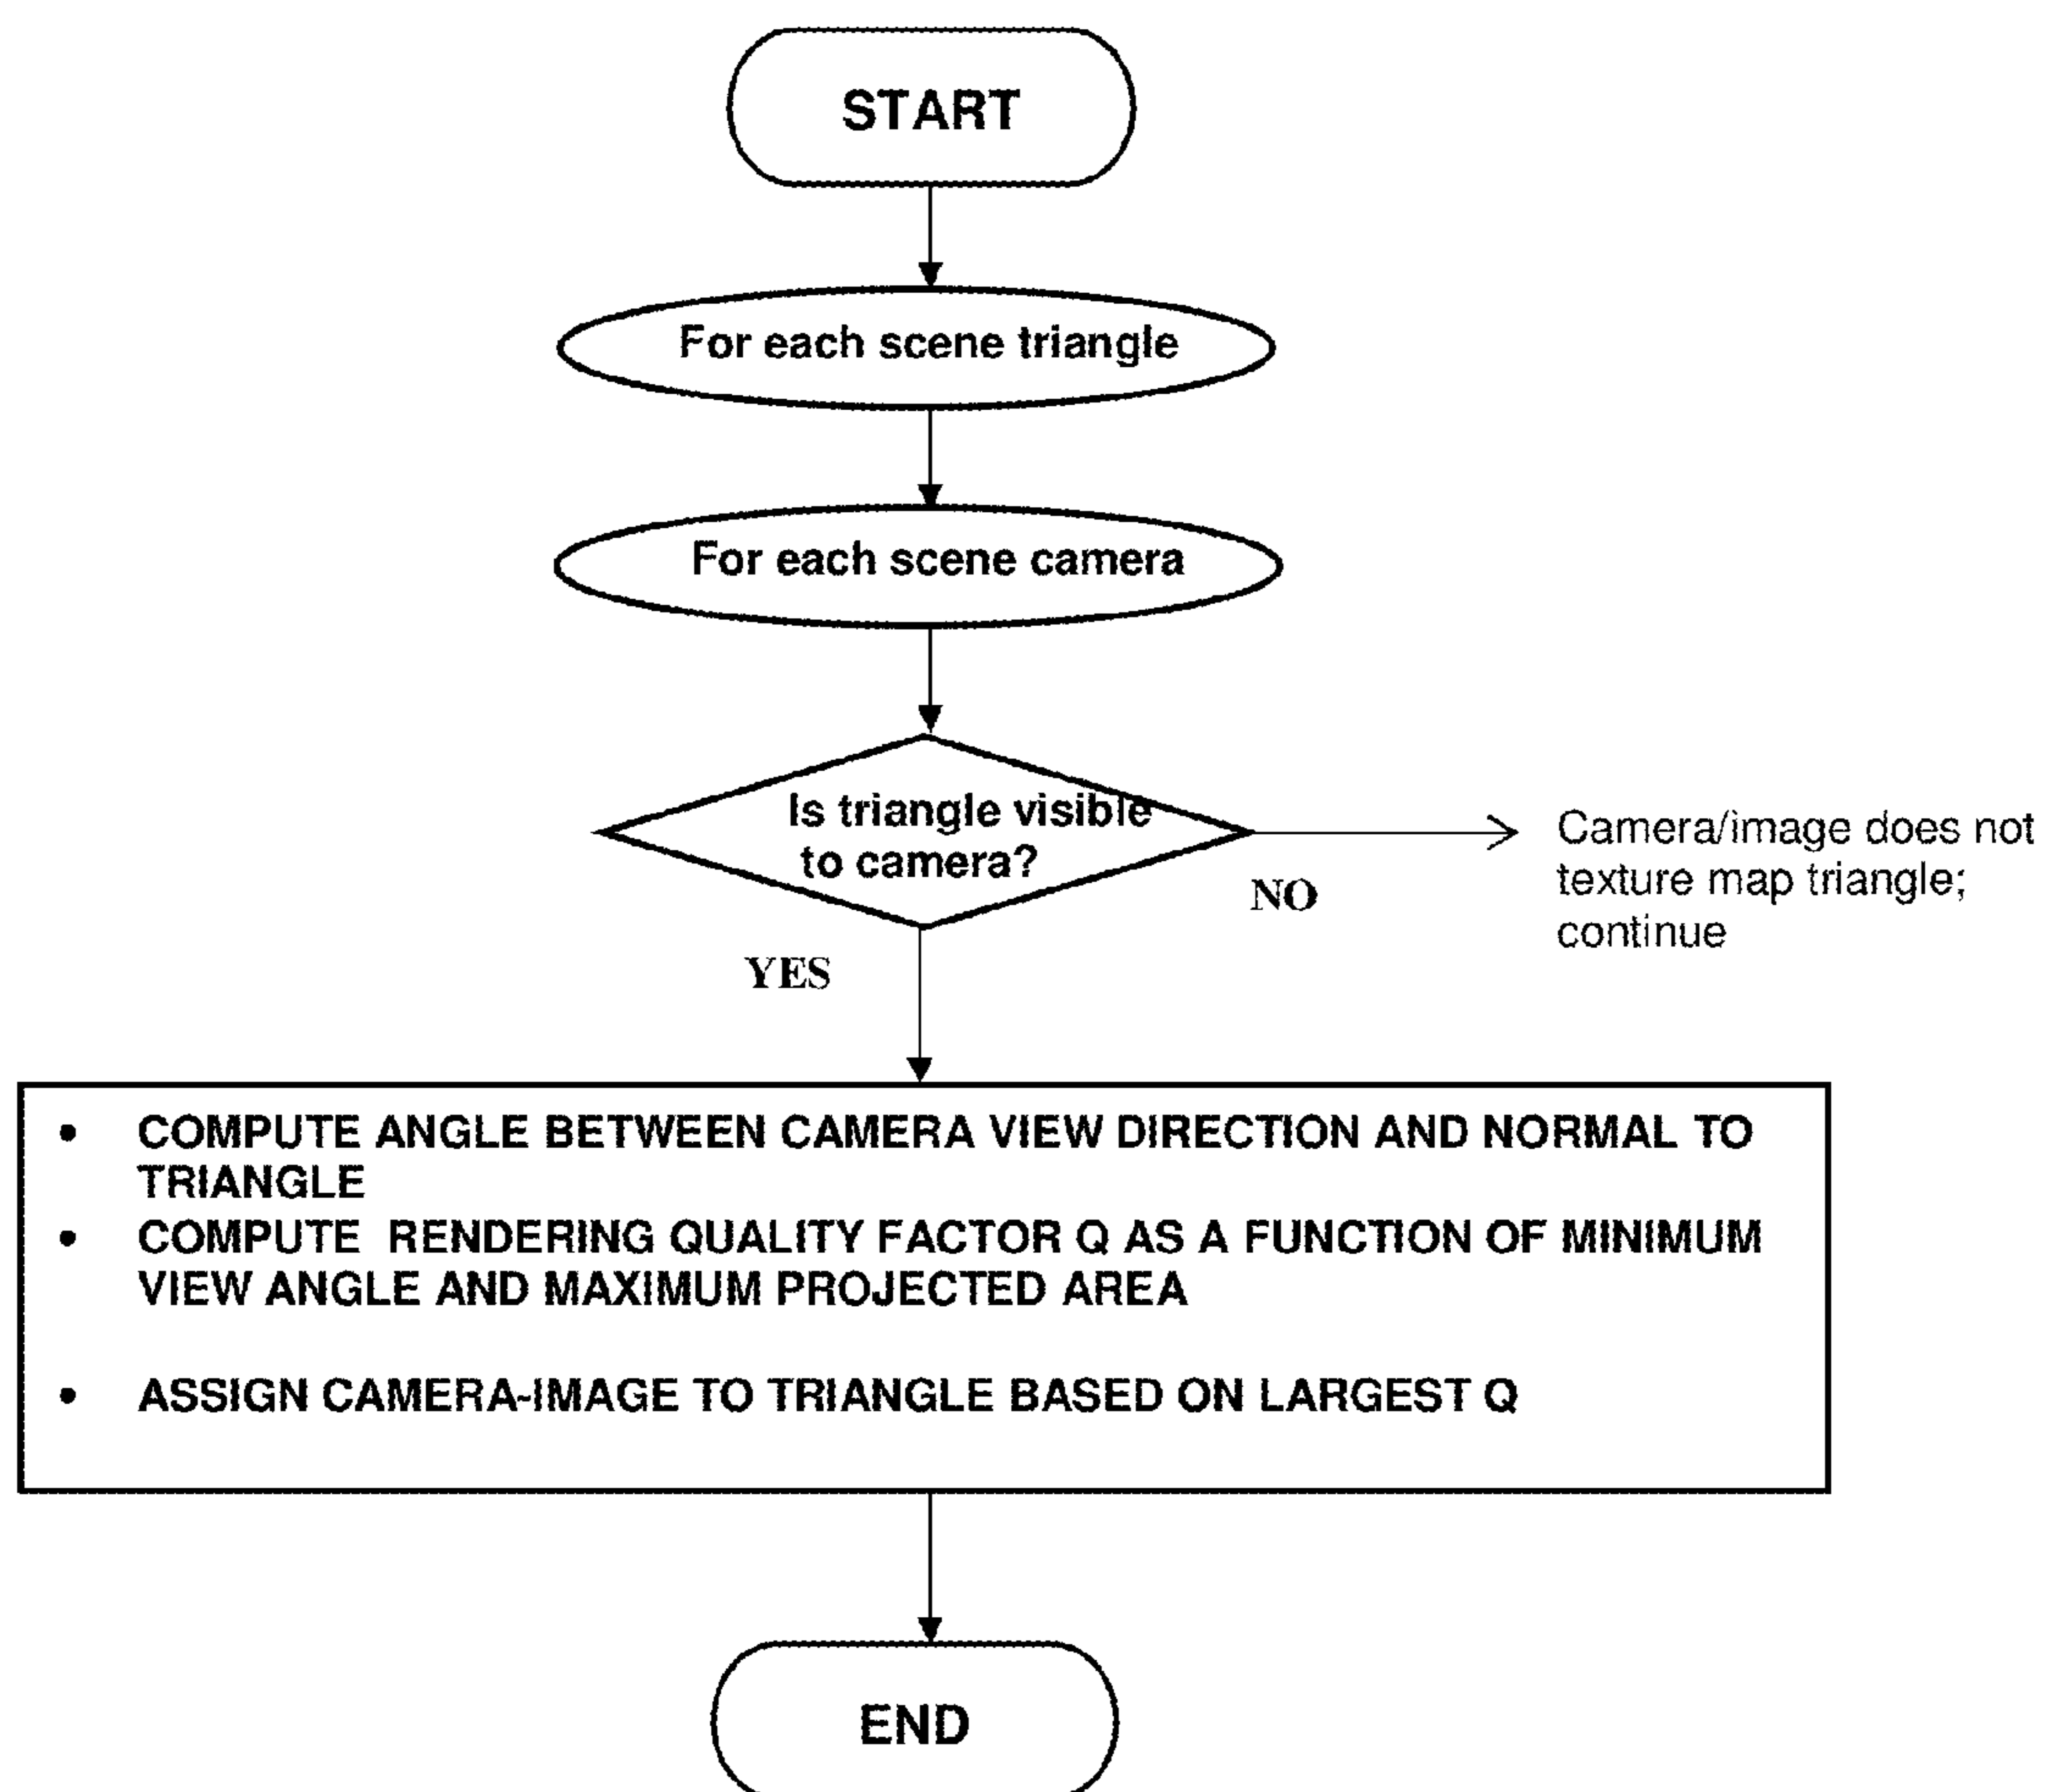 START
For each scene triangle
For each scene camera
Is triangle visible
to camera?
Camera/image does not
texture map triangle;
continue
NO
YES
• COMPUTE ANGLE BETWEEN CAMERA VIEW DIRECTION AND NORMAL TO
TRIANGLE
• COMPUTE RENDERING QUALITY FACTOR Q AS A FUNCTION OF MINIMUM
VIEW ANGLE AND MAXIMUM PROJECTED AREA
• ASSIGN CAMERA-IMAGE TO TRIANGLE BASED ON LARGEST Q
END